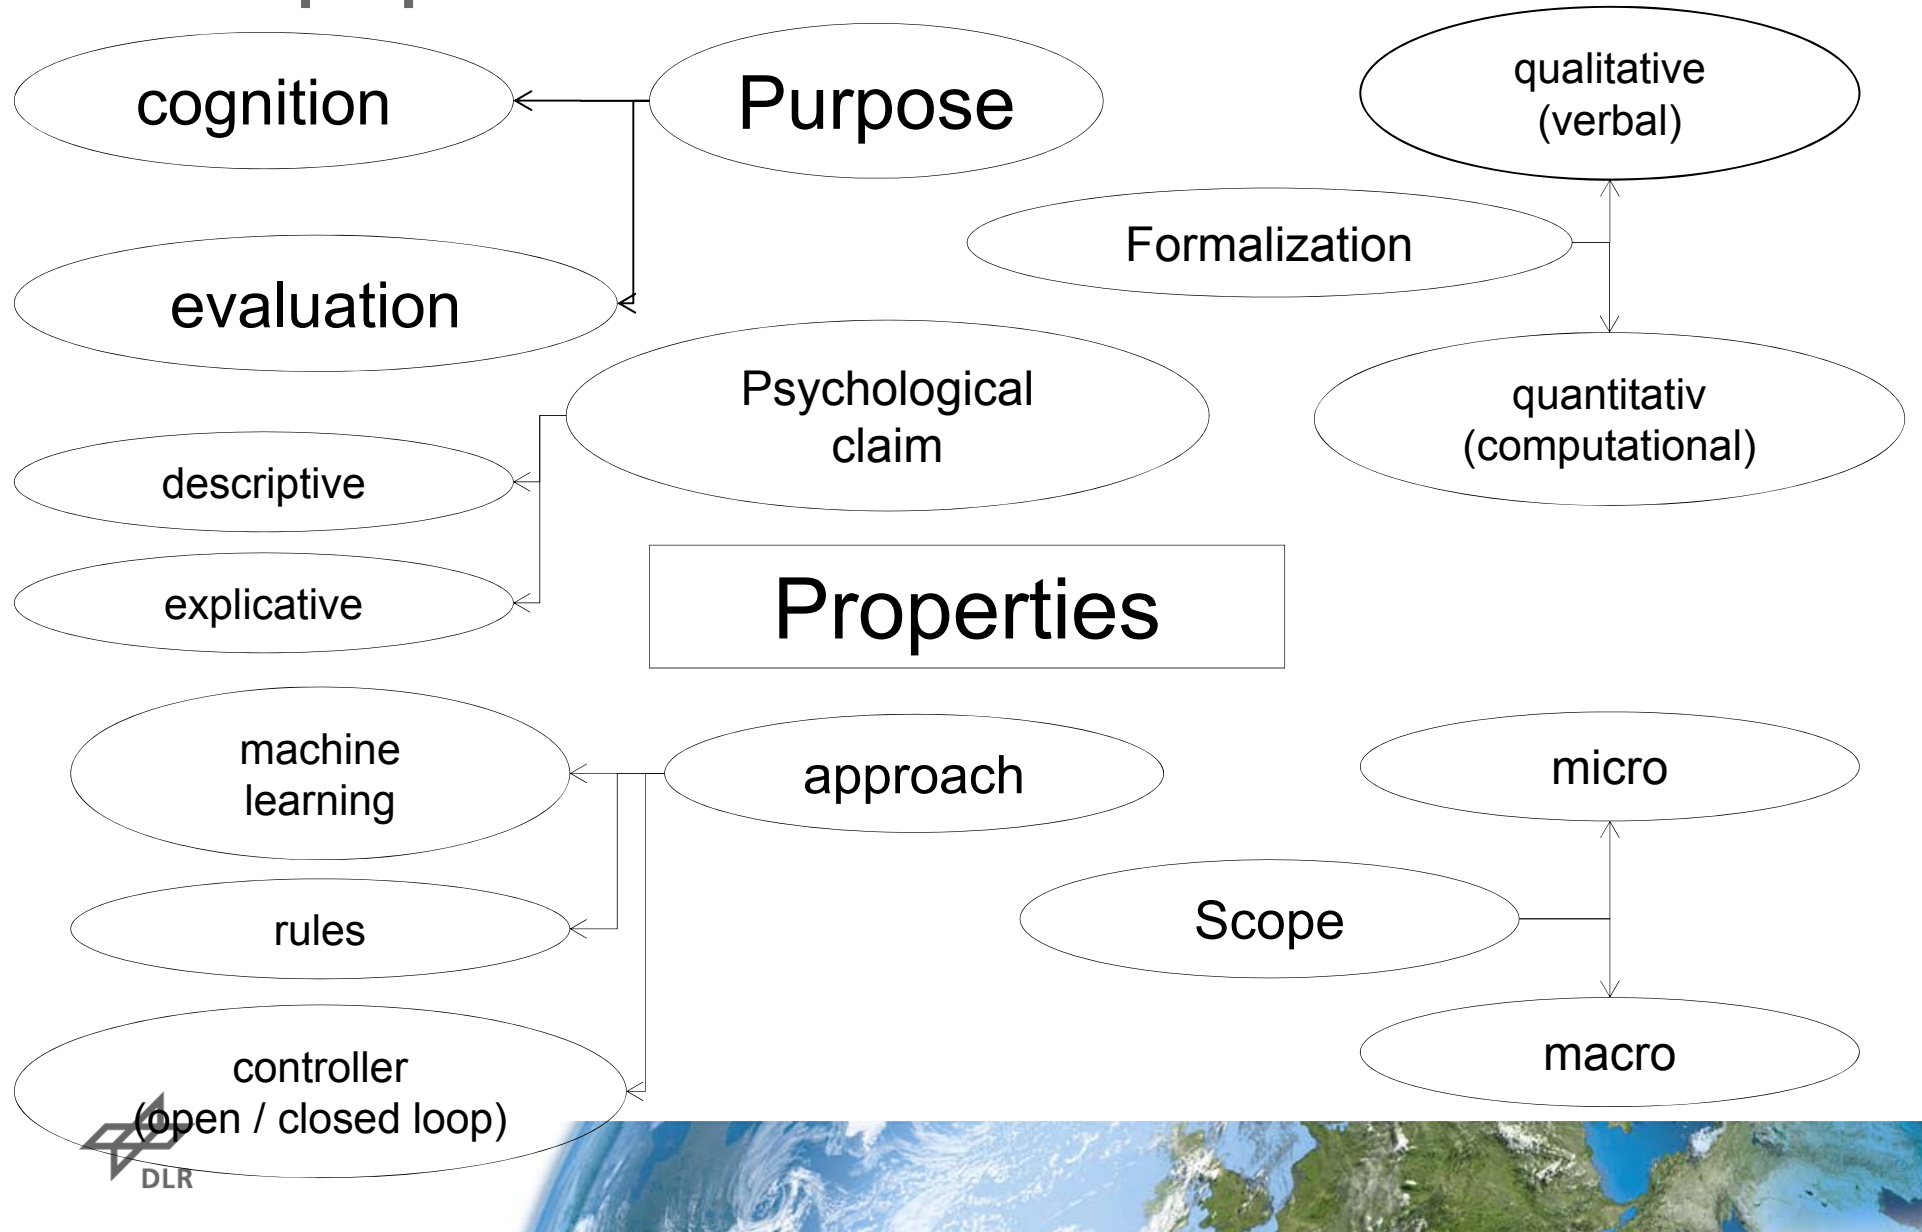 cognition
Purpose
qualitative
(verbal)
Formalization
evaluation
Psychological
claim
quantitativ
(computational)
descriptive
explicative
Properties
machine
learning
approach
micro
rules
Scope
controller
(open / closed loop)
macro
DLR